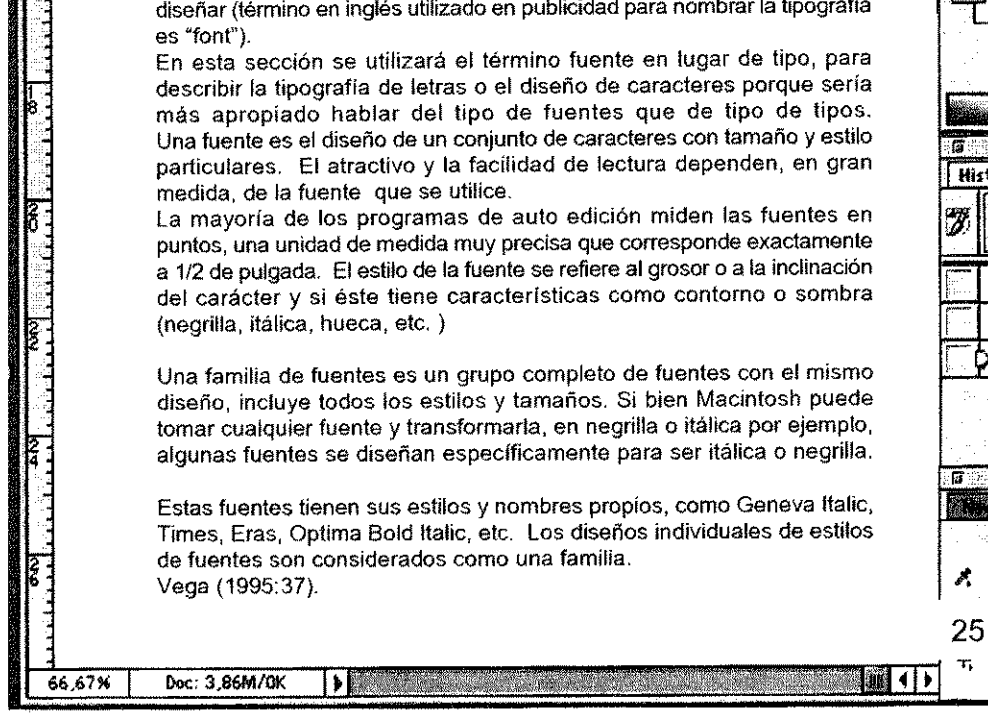 diseñar (término en inglés utilizado en publicidad para nombrar la tipografía
es “font”).
En esta sección se utilizará el término fuente en lugar de tipo, para
describir la tipografía de letras o el diseño de caracteres porque sería
más apropiado hablar del tipo de fuentes que de tipo de tipos.
Una fuente es el diseño de un conjunto de caracteres con tamaño y estilo
particulares. El atractivo y la facilidad de lectura dependen, en gran
medida, de la fuente que se utilice.
La mayoría de los programas de auto edición miden las fuentes en
puntos, una unidad de medida muy precisa que corresponde exactamente
a 1/2 de pulgada. El estilo de la fuente se refiere al grosor o a la inclinación
del carácter y si éste tiene características como contorno o sombra
(negrilla, itálica, hueca, etc. )
Una familia de fuentes es un grupo completo de fuentes con el mismo
diseño, incluye todos los estilos y tamaños. Si bien Macintosh puede
tomar cualquier fuente y transformarla, en negrilla o itálica por ejemplo,
algunas fuentes se diseñan específicamente para ser itálica o negrilla.
Estas fuentes tienen sus estilos y nombres propios, como Geneva Italic,
Times, Eras, Optima Bold Italic, etc. Los diseños individuales de estilos
de fuentes son considerados como una familia.
Vega (1995:37).
18
20
22
24
26
Hist
25
66,67% Doc: 3,86M/0K